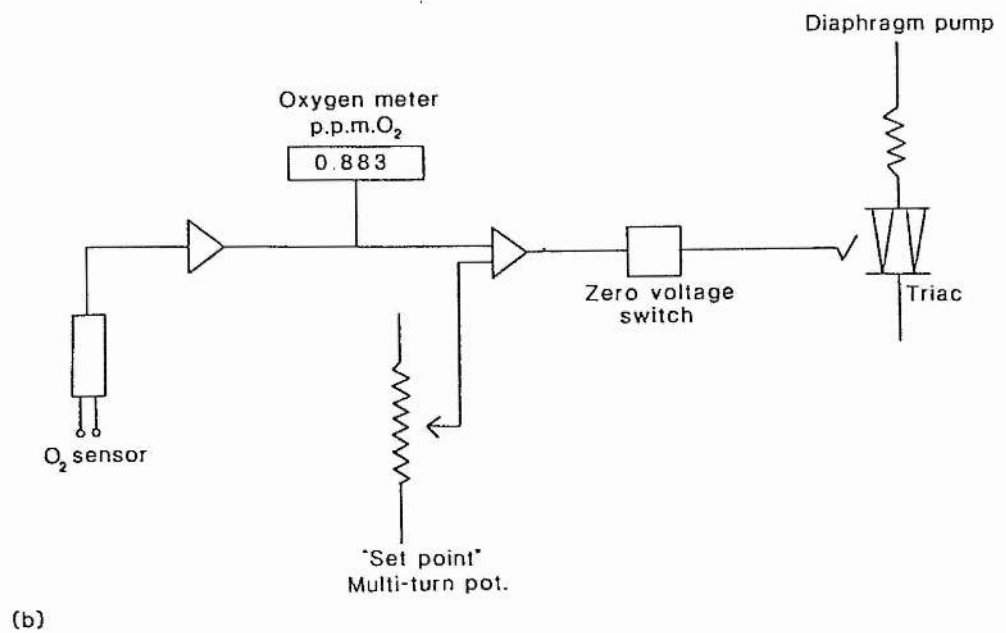 Diaphragm pump
Oxygen meter
p.p.m.O₂
0.883
Zero voltage
switch
Triac
O₂ sensor
"Set point"
Multi-turn pot.
(b)